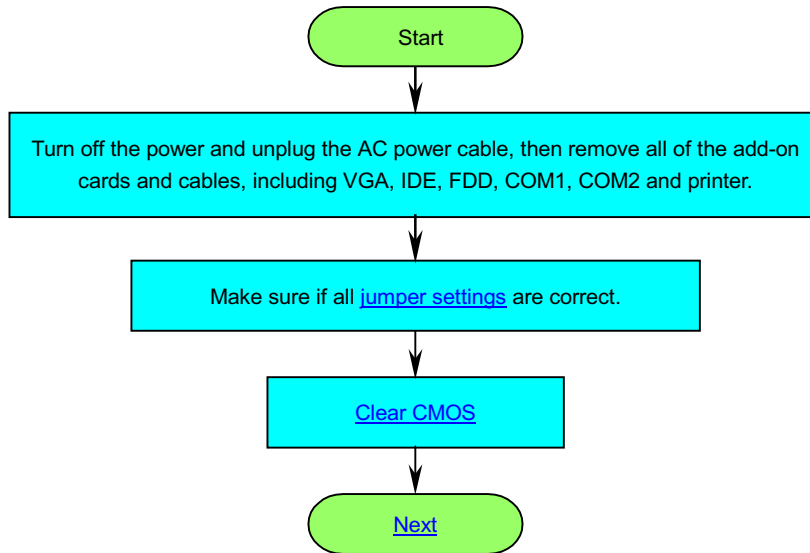 Start
Turn off the power and unplug the AC power cable, then remove all of the add-on
cards and cables, including VGA, IDE, FDD, COM1, COM2 and printer.
Make sure if all jumper settings are correct.
Clear CMOS
Next